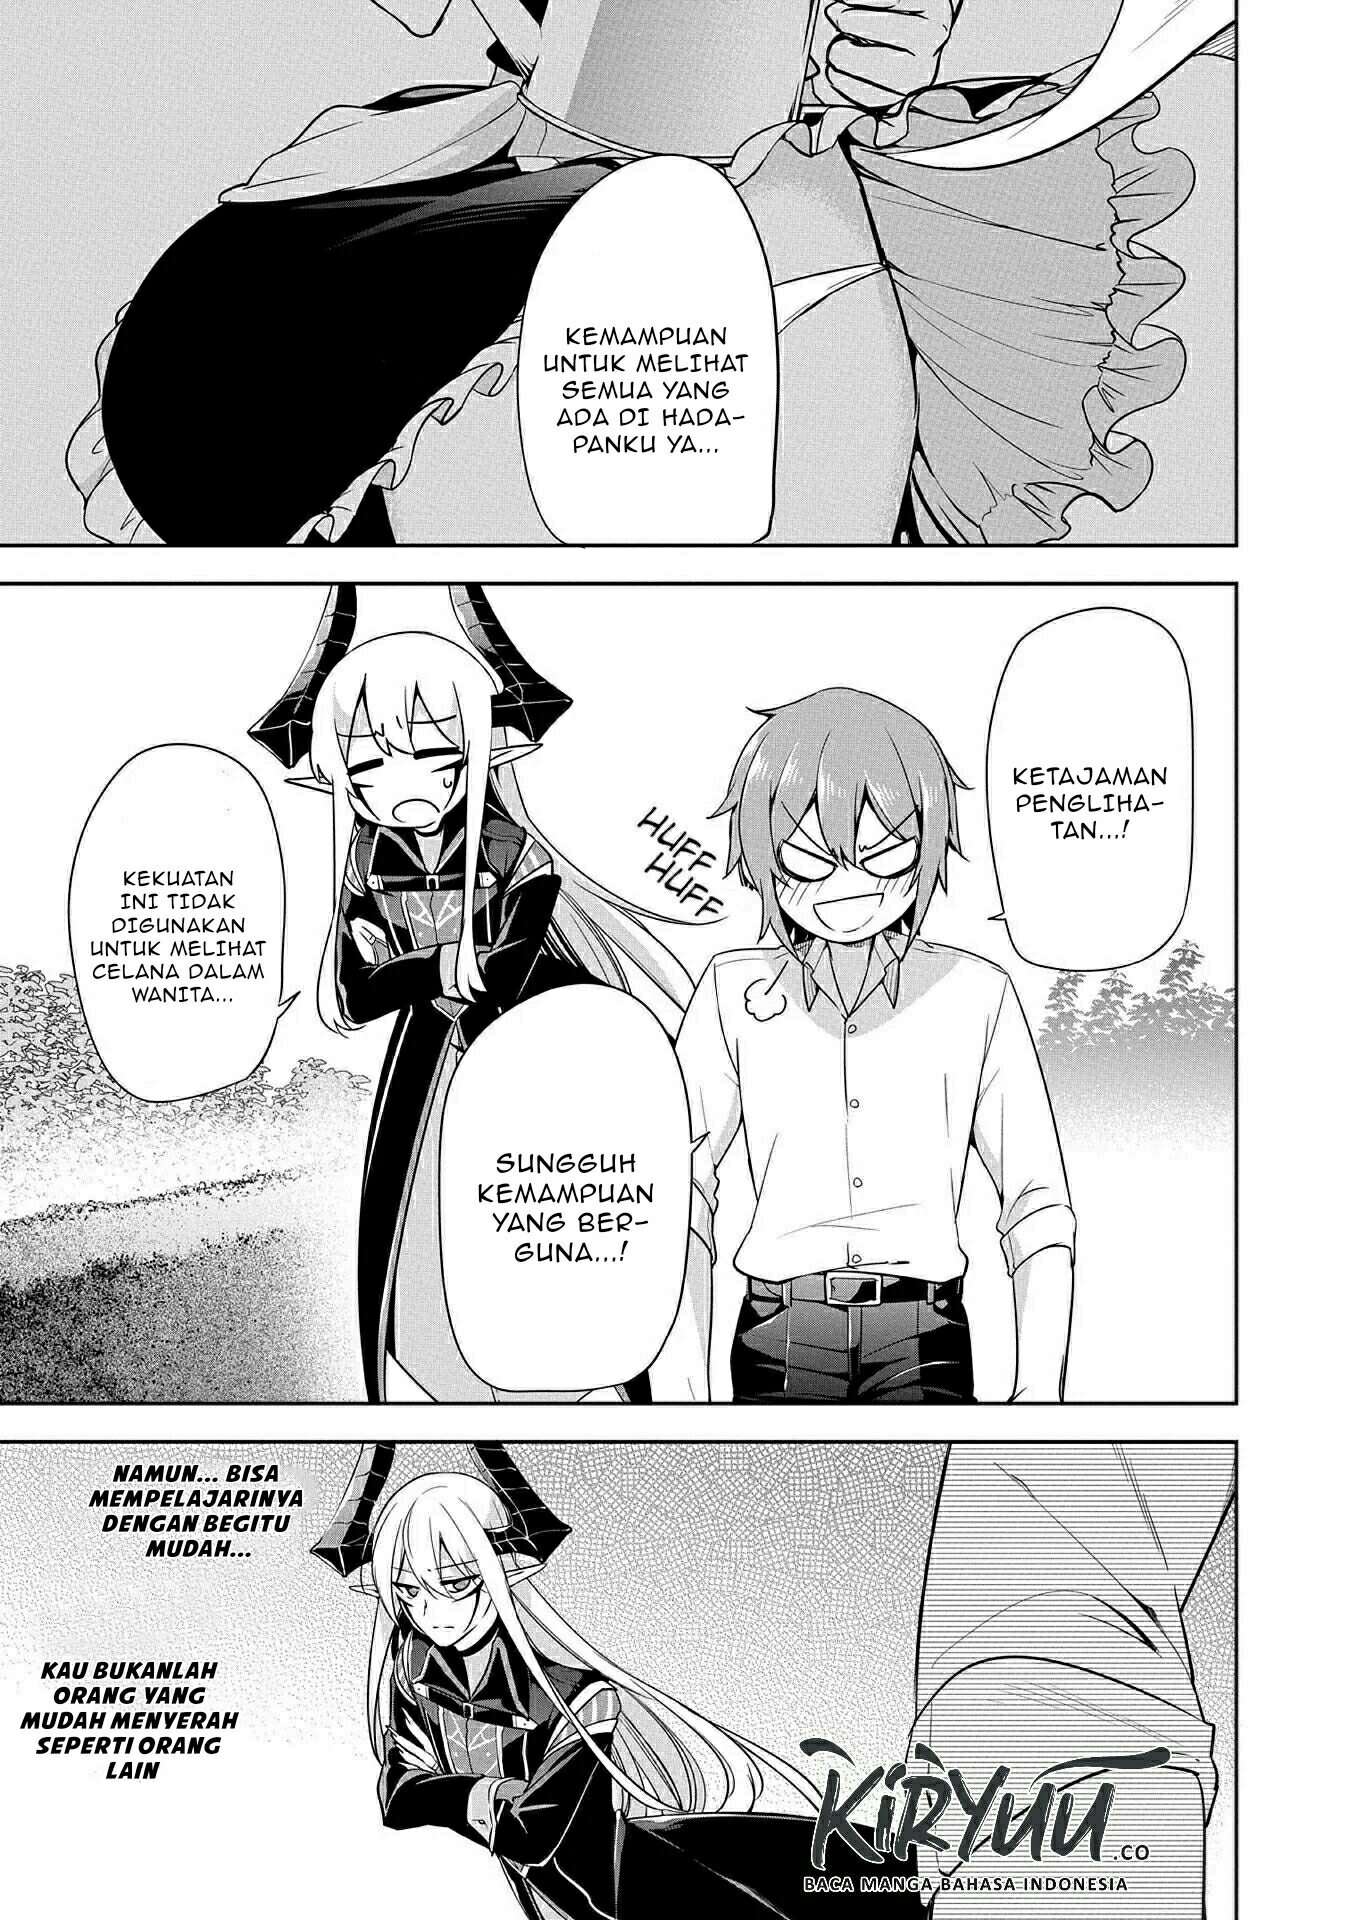 KEMAMPUAN
UNTUK MELIHAT
SEMUA YANG
ADA DI HADA-
PANKU YA...
KETAJAMAN
PENGLIHA-
TAN...!
HUFF
HUFF
KEKUATAN
INI TIDAK
DIGUNAKAN
UNTUK MELIHAT
CELANA DALAM
WANITA...
SUNGGUH
KEMAMPUAN
YANG BER-
GUNA...!
NAMUN... BISA
MEMPELAJARINYA
DENGAN BEGITU
MUDAH...
KAU BUKANLAH
ORANG YANG
MUDAH MENYERAH
SEPERTI ORANG
LAIN
KIRYUU.CO
BACA MANGA BAHASA INDONESIA